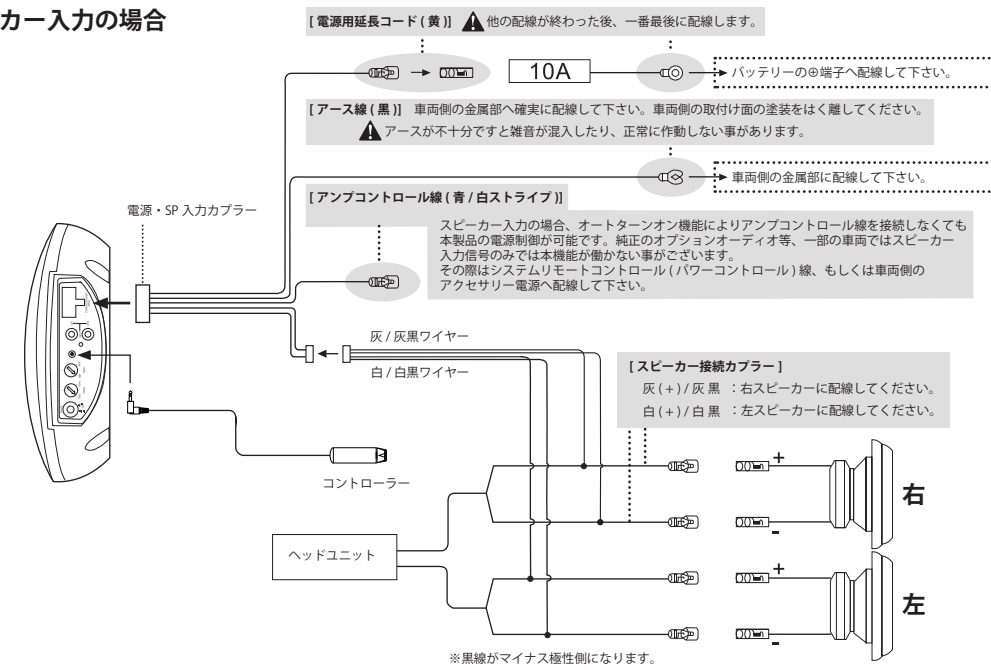 カー入力の場合
[ 電源用延長コード ( 黄 )] 他の配線が終わった後、一番最後に配線します。
10A
バッテリーの⊕端子へ配線して下さい。
[ アース線 ( 黒 )] 車両側の金属部へ確実に配線して下さい。車両側の取付け面の塗装をはく離してください。
アースが不十分ですと雑音が混入したり、正常に作動しない事があります。
車両側の金属部に配線して下さい。
[ アンプコントロール線 ( 青 / 白ストライプ )]
電源・SP 入力カプラー
スピーカー入力の場合、オートターンオン機能によりアンプコントロール線を接続しなくても
本製品の電源制御が可能です。純正のオプションオーディオ等、一部の車両ではスピーカー
入力信号のみでは本機能が働かない事がございます。
その際はシステムリモートコントロール ( パワーコントロール ) 線、もしくは車両側の
アクセサリー電源へ配線して下さい。
灰 / 灰黒ワイヤー
白 / 白黒ワイヤー
[ スピーカー接続カプラー ]
灰 ( + ) / 灰 黒 ：右スピーカーに配線してください。
白 ( + ) / 白 黒 ：左スピーカーに配線してください。
コントローラー
+
右
-
ヘッドユニット
+
左
-
※黒線がマイナス極性側になります。